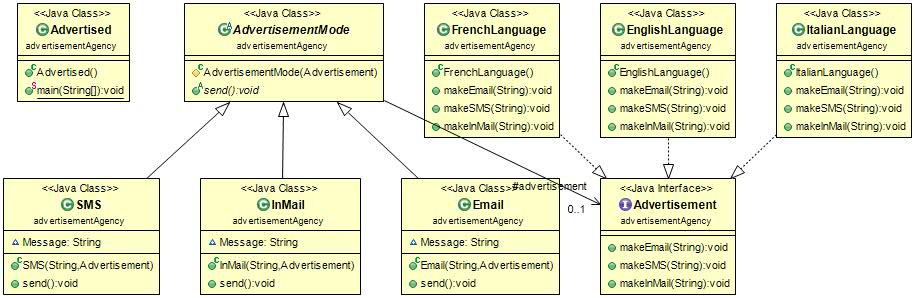 <<Java Class>>
Advertised
advertisementAgency
Advertised()
main(String[]):void
<<Java Class>>
AdvertisementMode
advertisementAgency
AdvertisementMode(Advertisement)
send():void
<<Java Class>>
FrenchLanguage
advertisementAgency
FrenchLanguage()
makeEmail(String):void
makeSMS(String):void
makeInMail(String):void
<<Java Class>>
EnglishLanguage
advertisementAgency
EnglishLanguage()
makeEmail(String):void
makeSMS(String):void
makeInMail(String):void
<<Java Class>>
ItalianLanguage
advertisementAgency
ItalianLanguage()
makeEmail(String):void
makeSMS(String):void
makeInMail(String):void
<<Java Class>>
SMS
advertisementAgency
Message: String
SMS(String,Advertisement)
send():void
<<Java Class>>
InMail
advertisementAgency
Message: String
InMail(String,Advertisement)
send():void
<<Java Class>>
Email
advertisementAgency
Message: String
Email(String,Advertisement)
send():void
#advertisement
0..1
<<Java Interface>>
Advertisement
advertisementAgency
makeEmail(String):void
makeSMS(String):void
makeInMail(String):void